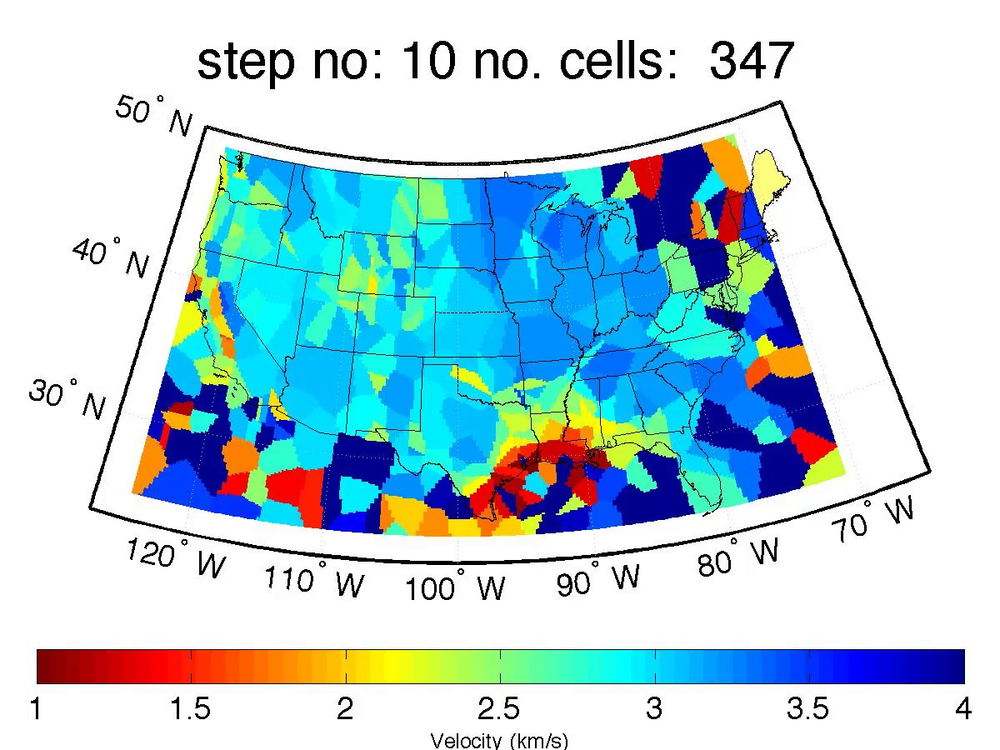 step no: 10 no. cells: 347
50° N
40° N
30° N
120° W
110° W
100° W
90° W
80° W
70° W
1
1.5
2
2.5
3
3.5
4
Velocity (km/s)